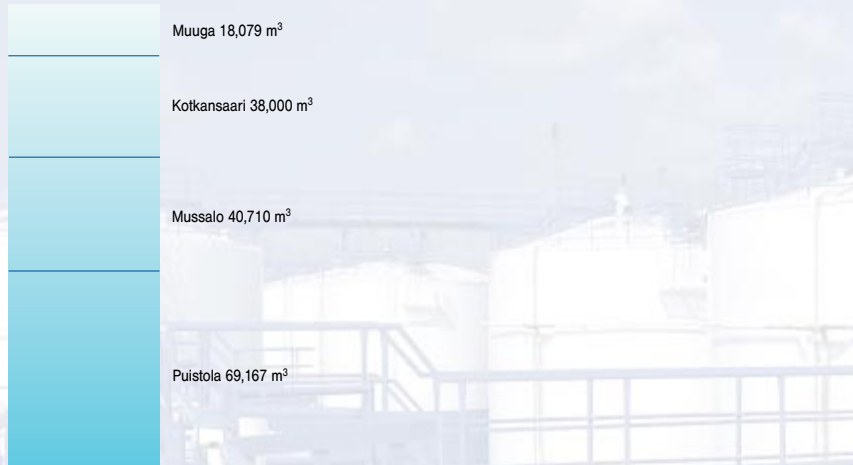 Muuga 18,079 m³
Kotkansaari 38,000 m³
Mussalo 40,710 m³
Puistola 69,167 m³